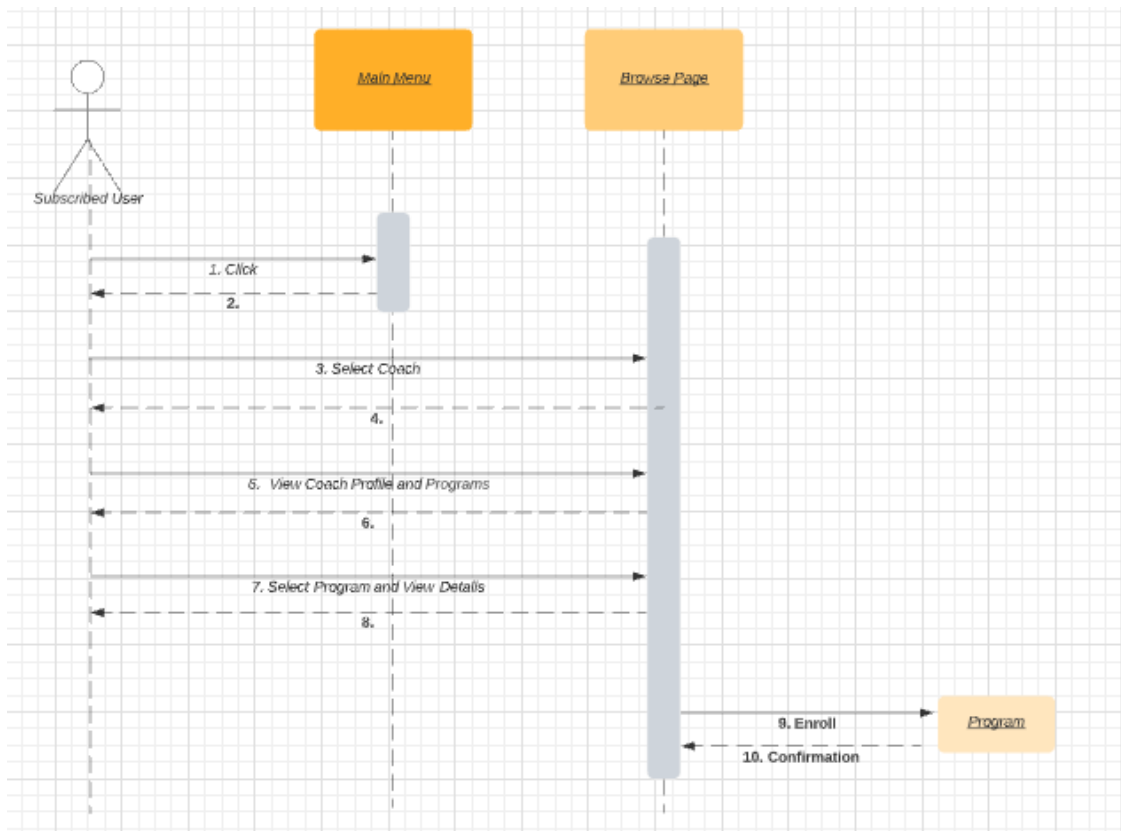 Main Menu
Browse Page
Subscribed User
1. Click
2.
3. Select Coach
4.
5. View Coach Profile and Programs
6.
7. Select Program and View Details
8.
9. Enroll
Program
10. Confirmation